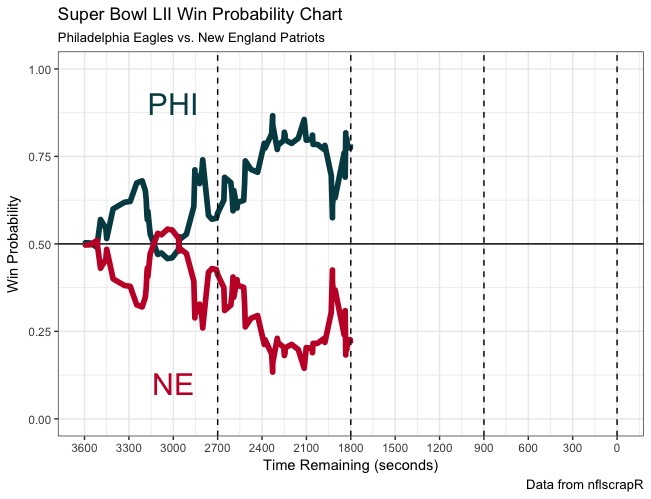 Super Bowl LII Win Probability Chart
Philadelphia Eagles vs. New England Patriots
1.00
PHI
0.75
Win Probability
0.50
0.25
NE
0.00
3600 3300 3000 2700 2400 2100 1800 1500 1200 900 600 300 0
Time Remaining (seconds)
Data from nflscrapR